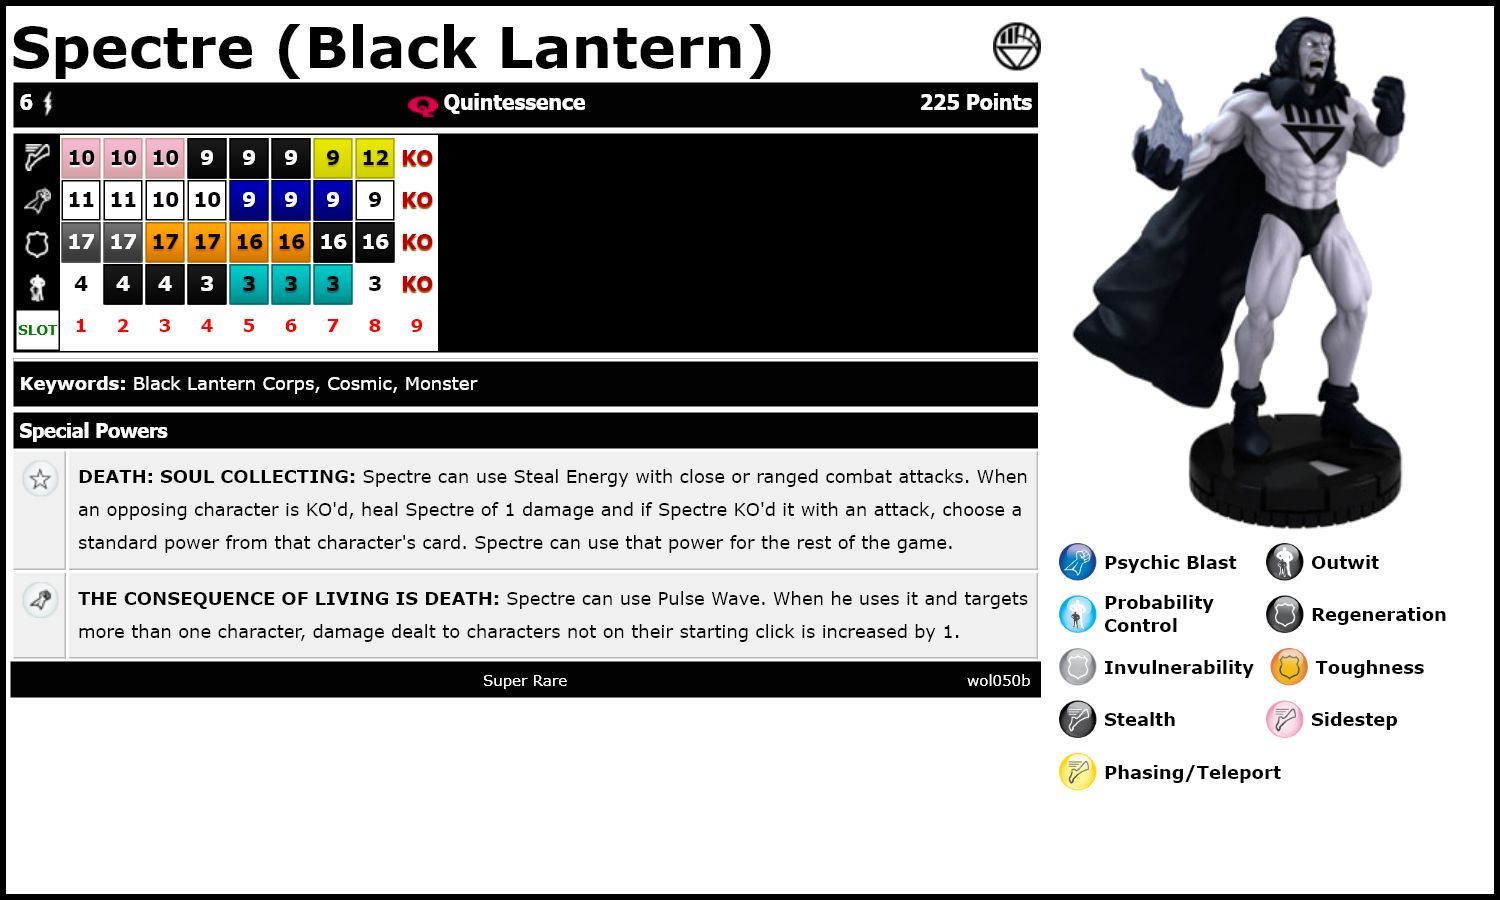 Spectre (Black Lantern)
6 Q Quintessence 225 Points
10 10 10 9 9 9 9 12 KO
11 11 10 10 9 9 9 9 KO
17 17 17 17 16 16 16 16 KO
4 4 4 3 3 3 3 3 KO
SLOT 1 2 3 4 5 6 7 8 9
Keywords: Black Lantern Corps, Cosmic, Monster
Special Powers
DEATH: SOUL COLLECTING: Spectre can use Steal Energy with close or ranged combat attacks. When
an opposing character is KO'd, heal Spectre of 1 damage and if Spectre KO'd it with an attack, choose a
standard power from that character's card. Spectre can use that power for the rest of the game.
THE CONSEQUENCE OF LIVING IS DEATH: Spectre can use Pulse Wave. When he uses it and targets
more than one character, damage dealt to characters not on their starting click is increased by 1.
Super Rare wol050b
Psychic Blast Outwit
Probability
Control Regeneration
Invulnerability Toughness
Stealth Sidestep
Phasing/Teleport